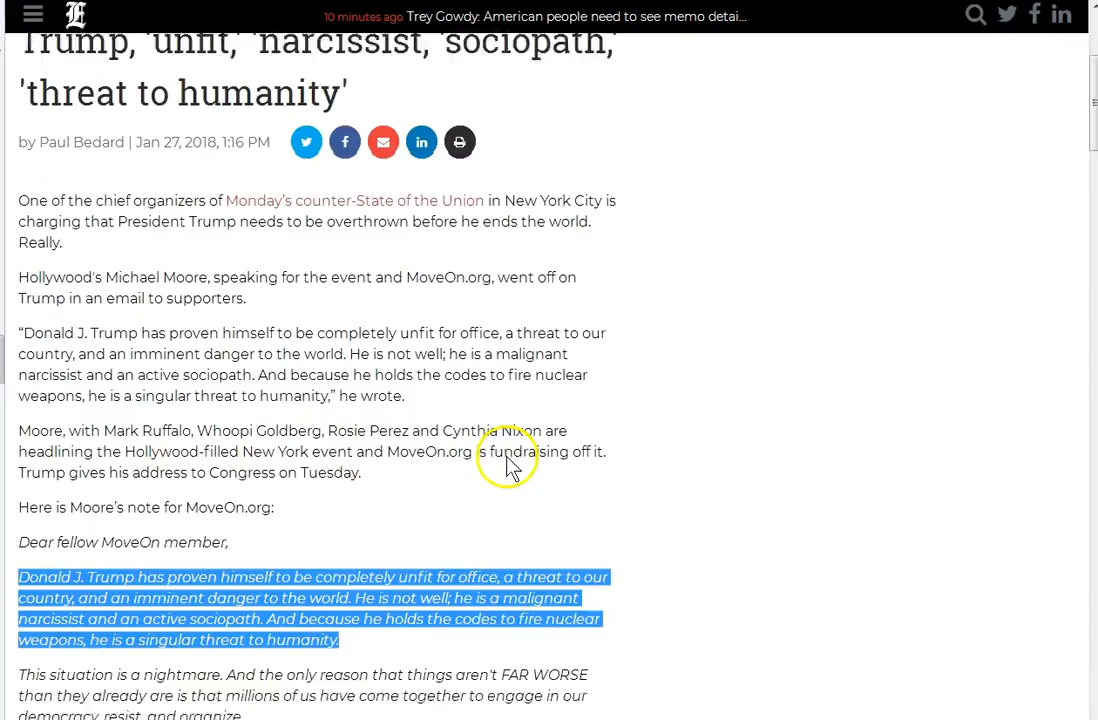 E
10 minutes ago Trey Gowdy: American people need to see memo detai...
Trump, 'unfit,' 'narcissist, 'sociopath,'
'threat to humanity'
by Paul Bedard | Jan 27, 2018, 1:16 PM
One of the chief organizers of Monday's counter-State of the Union in New York City is
charging that President Trump needs to be overthrown before he ends the world.
Really.
Hollywood's Michael Moore, speaking for the event and MoveOn.org, went off on
Trump in an email to supporters.
“Donald J. Trump has proven himself to be completely unfit for office, a threat to our
country, and an imminent danger to the world. He is not well; he is a malignant
narcissist and an active sociopath. And because he holds the codes to fire nuclear
weapons, he is a singular threat to humanity,” he wrote.
Moore, with Mark Ruffalo, Whoopi Goldberg, Rosie Perez and Cynthia Nixon are
headlining the Hollywood-filled New York event and MoveOn.org is fundraising off it.
Trump gives his address to Congress on Tuesday.
Here is Moore’s note for MoveOn.org:
Dear fellow MoveOn member,
Donald J. Trump has proven himself to be completely unfit for office, a threat to our
country, and an imminent danger to the world. He is not well; he is a malignant
narcissist and an active sociopath. And because he holds the codes to fire nuclear
weapons, he is a singular threat to humanity.
This situation is a nightmare. And the only reason that things aren't FAR WORSE
than they already are is that millions of us have come together to engage in our
democracy, resist, and organize.